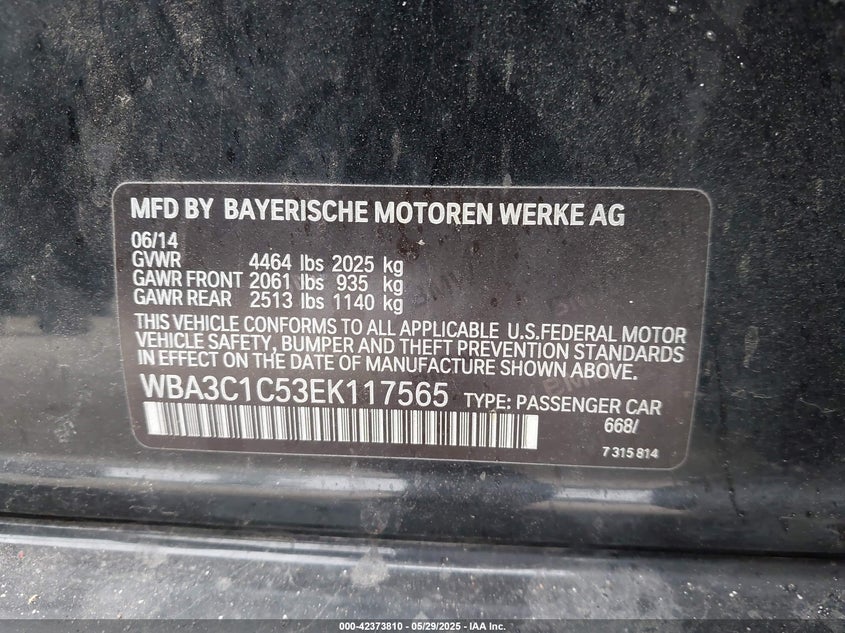 MFD BY BAYERISCHE MOTOREN WERKE AG
06/14
GVWR 4464 lbs 2025 kg
GAWR FRONT 2061 lbs 935 kg
GAWR REAR 2513 lbs 1140 kg
THIS VEHICLE CONFORMS TO ALL APPLICABLE U.S.FEDERAL MOTOR
VEHICLE SAFETY, BUMPER AND THEFT PREVENTION STANDARDS
IN EFFECT ON THE DATE OF MANUFACTURE SHOWN ABOVE.
WBA3C1C53EK117565 TYPE: PASSENGER CAR
668/
7 315 814
000-42373810 - 05/29/2025 - IAA Inc.